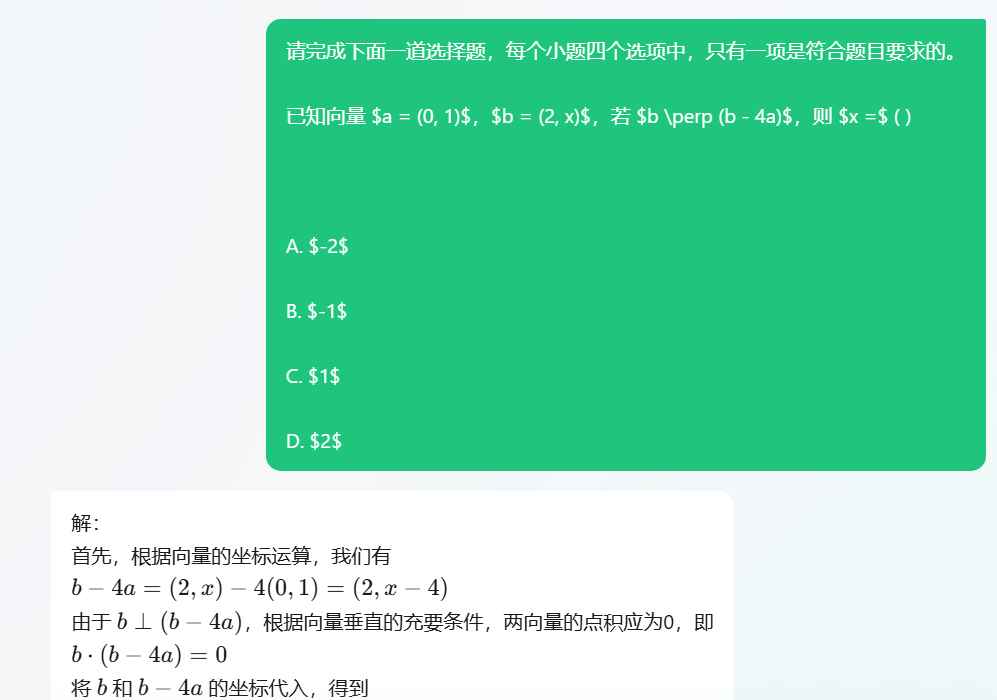 请完成下面一道选择题，每个小题四个选项中，只有一项是符合题目要求的。
已知向量 $a = (0, 1)$，$b = (2, x)$，若 $b \perp (b - 4a)$，则 $x =$ ( )
A. $-2$
B. $-1$
C. $1$
D. $2$
解：
首先，根据向量的坐标运算，我们有
b − 4a = (2, x) − 4(0, 1) = (2, x − 4)
由于 b ⊥ (b − 4a)，根据向量垂直的充要条件，两向量的点积应为0，即
b · (b − 4a) = 0
将 b 和 b − 4a 的坐标代入，得到